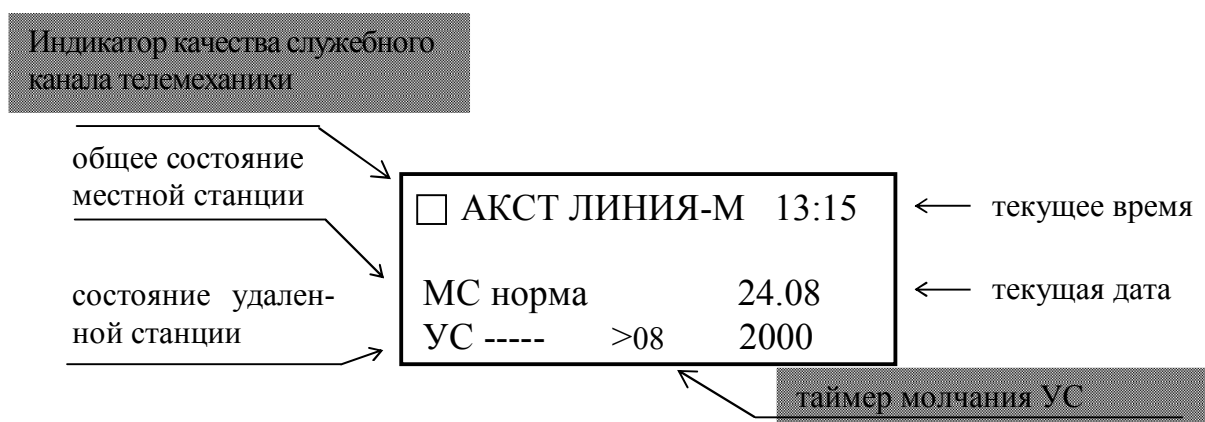 Индикатор качества служебного
канала телемеханики
общее состояние
местной станции
АКСТ ЛИНИЯ-М 13:15
текущее время
состояние удален-
ной станции
МС норма 24.08
текущая дата
УС ----- >08 2000
таймер молчания УС